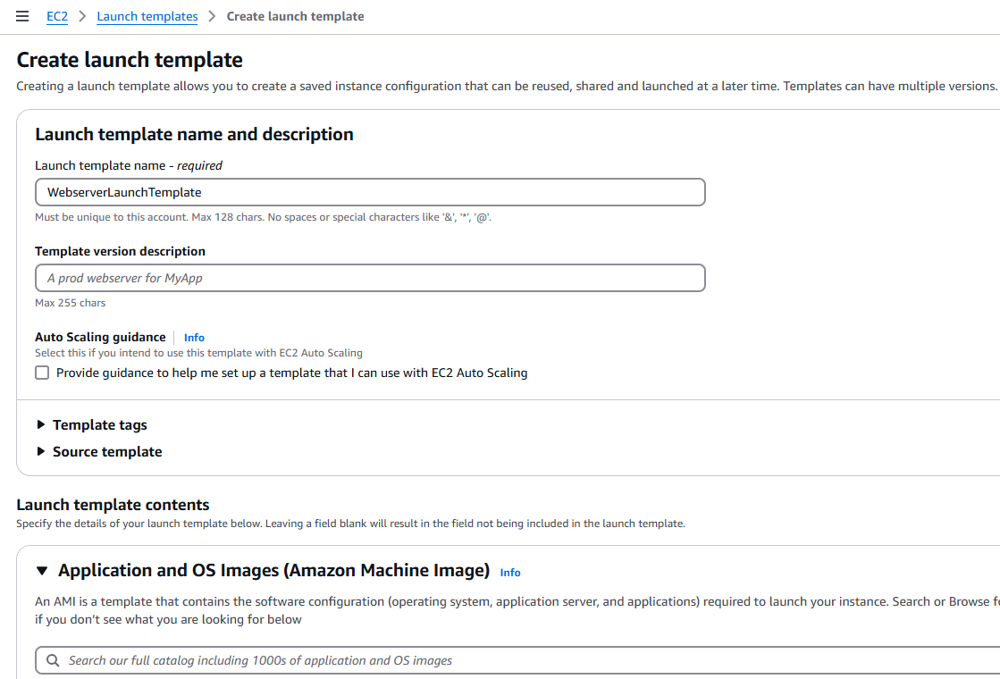 EC2 > Launch templates > Create launch template
Create launch template
Creating a launch template allows you to create a saved instance configuration that can be reused, shared and launched at a later time. Templates can have multiple versions.
Launch template name and description
Launch template name - required
WebserverLaunchTemplate
Must be unique to this account. Max 128 chars. No spaces or special characters like '&', '*', '@'.
Template version description
A prod webserver for MyApp
Max 255 chars
Auto Scaling guidance | Info
Select this if you intend to use this template with EC2 Auto Scaling
Provide guidance to help me set up a template that I can use with EC2 Auto Scaling
Template tags
Source template
Launch template contents
Specify the details of your launch template below. Leaving a field blank will result in the field not being included in the launch template.
Application and OS Images (Amazon Machine Image) Info
An AMI is a template that contains the software configuration (operating system, application server, and applications) required to launch your instance. Search or Browse
if you don't see what you are looking for below
Search our full catalog including 1000s of application and OS images